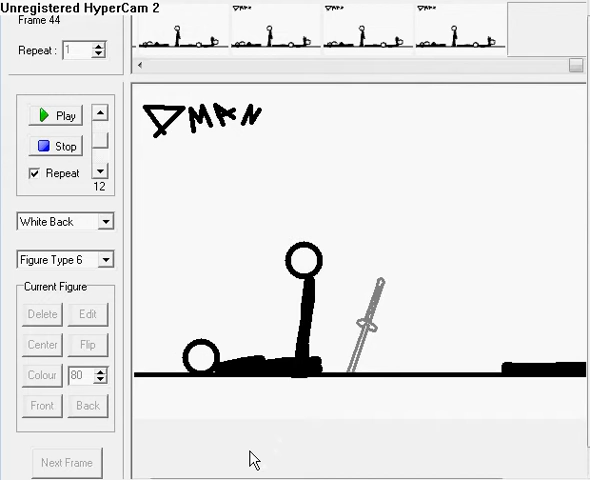 Unregistered HyperCam 2
Frame 44
Repeat : 1
Play
Stop
Repeat
12
White Back
Figure Type 6
Current Figure
Delete Edit
Center Flip
Colour 80
Front Back
Next Frame
MAN